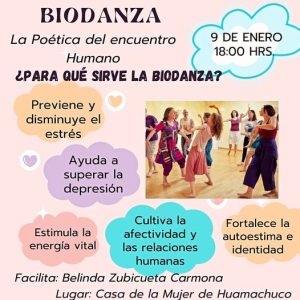 BIODANZA
La Poética del encuentro
Humano
9 DE ENERO
18:00 HRS
¿PARA QUÉ SIRVE LA BIODANZA?
Previene y
disminuye el
estrés
Ayuda a
superar la
depresión
Estimula la
energía vital
Cultiva la
afectividad y
las relaciones
humanas
Fortalece la
autoestima e
identidad
Facilita: Belinda Zubicueta Carmona
Lugar: Casa de la Mujer de Huamachuco